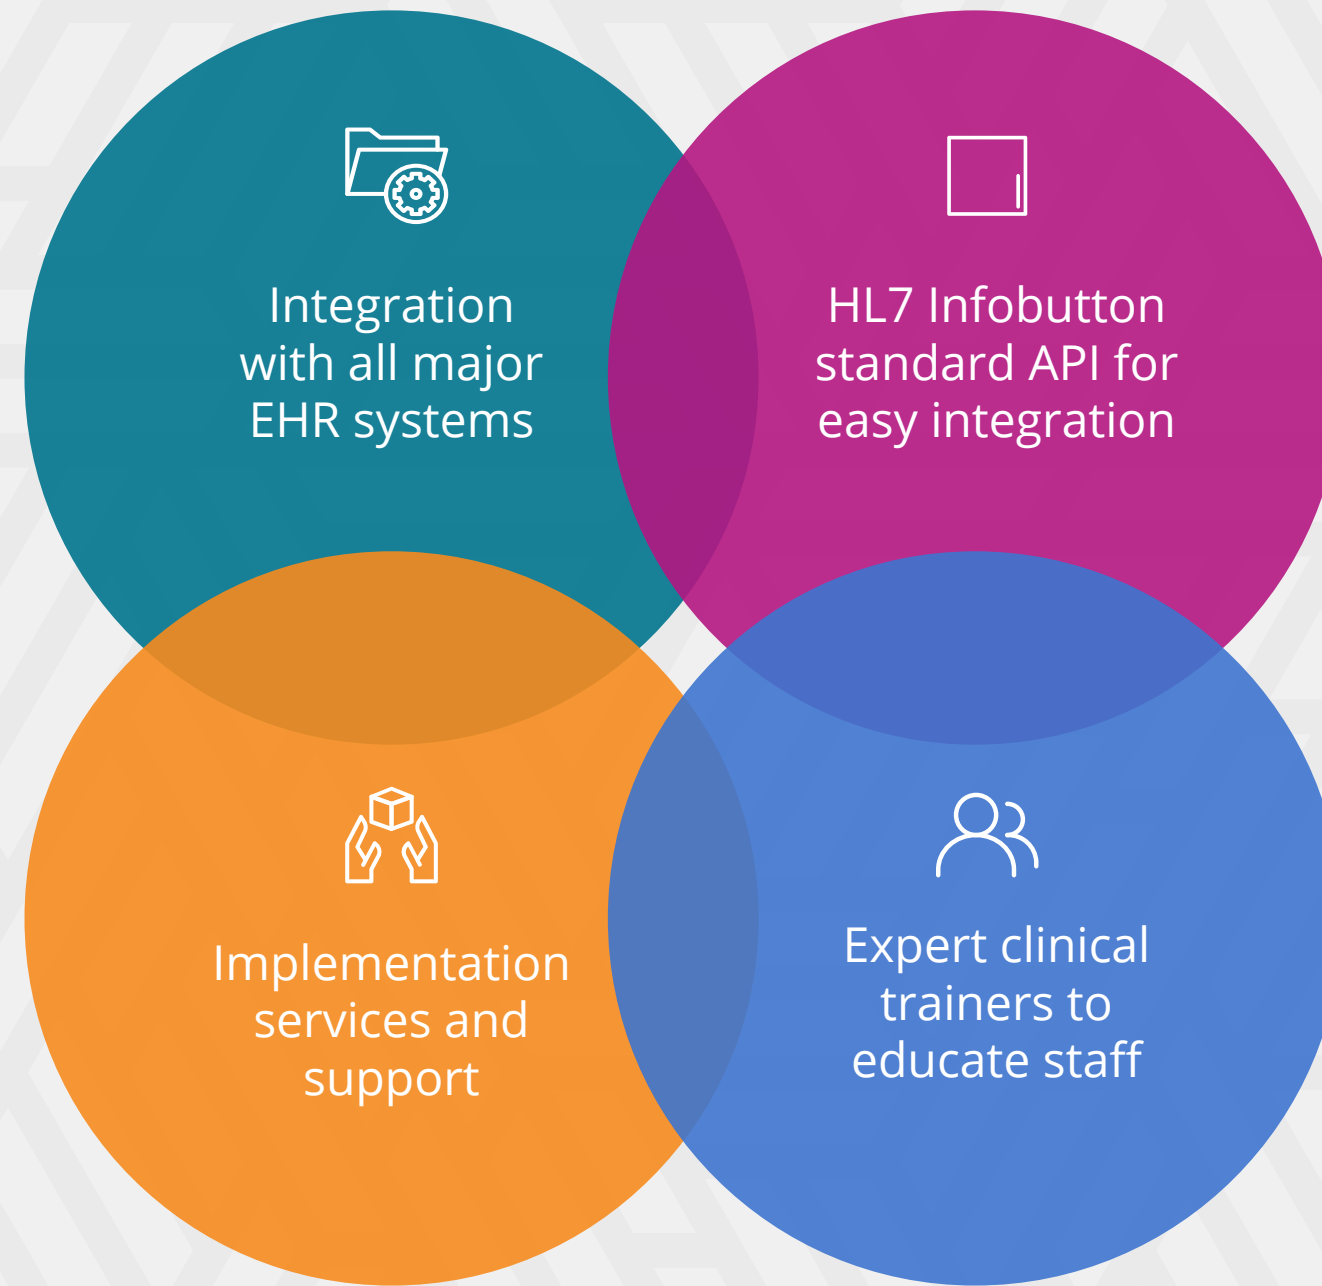 Integration
with all major
EHR systems
HL7 Infobutton
standard API for
easy integration
Implementation
services and
support
Expert clinical
trainers to
educate staff